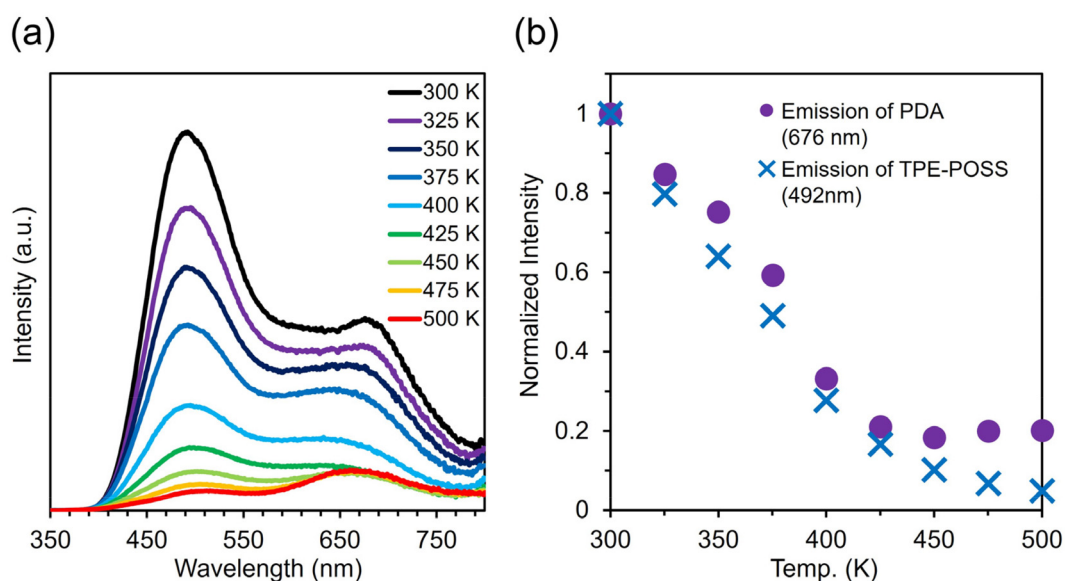 (a)
Intensity (a.u.)
300 K
325 K
350 K
375 K
400 K
425 K
450 K
475 K
500 K
350
450
550
650
750
Wavelength (nm)
(b)
Normalized Intensity
1
0.8
0.6
0.4
0.2
0
Emission of PDA
(676 nm)
Emission of TPE-POSS
(492nm)
300
350
400
450
500
Temp. (K)